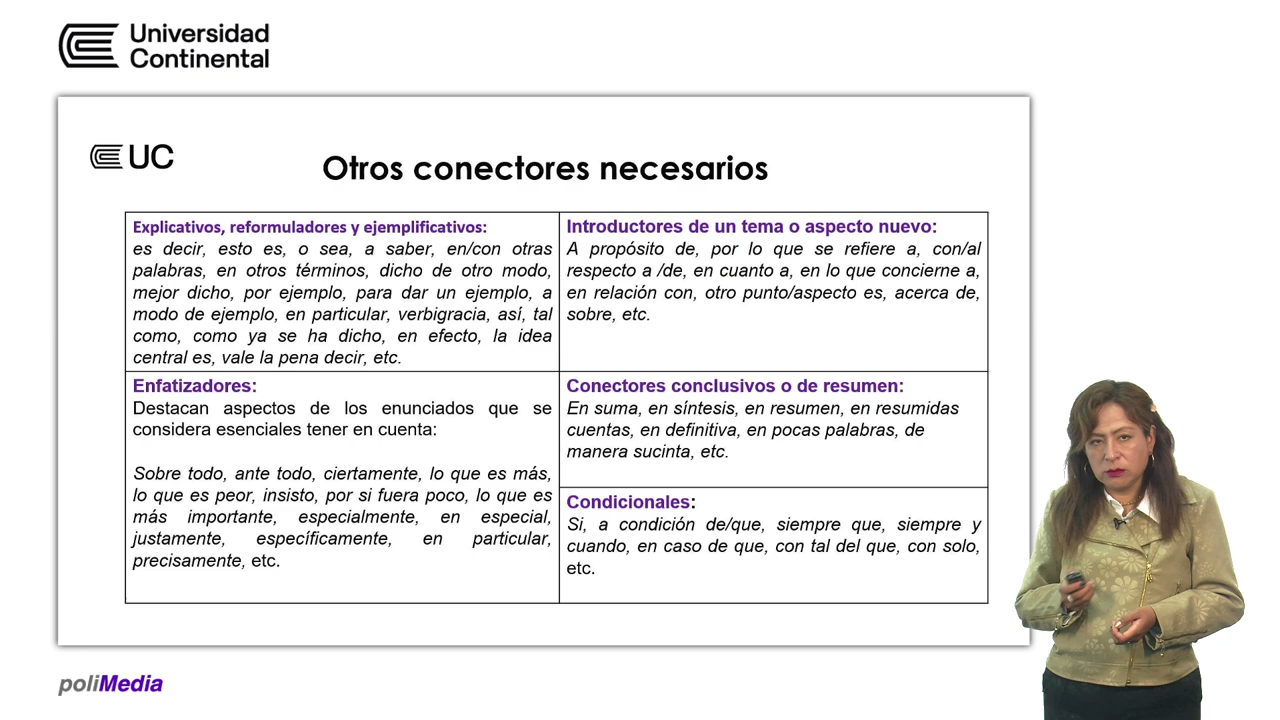 Universidad
Continental
UC
Otros conectores necesarios
Explicativos, reformuladores y ejemplificativos:
es decir, esto es, o sea, a saber, en/con otras
palabras, en otros términos, dicho de otro modo,
mejor dicho, por ejemplo, para dar un ejemplo, a
modo de ejemplo, en particular, verbigracia, así, tal
como, como ya se ha dicho, en efecto, la idea
central es, vale la pena decir, etc.
Introductores de un tema o aspecto nuevo:
A propósito de, por lo que se refiere a, con/al
respecto a /de, en cuanto a, en lo que concierne a,
en relación con, otro punto/aspecto es, acerca de,
sobre, etc.
Enfatizadores:
Destacan aspectos de los enunciados que se
considera esenciales tener en cuenta:
Sobre todo, ante todo, ciertamente, lo que es más,
lo que es peor, insisto, por si fuera poco, lo que es
más importante, especialmente, en especial,
justamente, específicamente, en particular,
precisamente, etc.
Conectores conclusivos o de resumen:
En suma, en síntesis, en resumen, en resumidas
cuentas, en definitiva, en pocas palabras, de
manera sucinta, etc.
Condicionales:
Si, a condición de/que, siempre que, siempre y
cuando, en caso de que, con tal del que, con solo,
etc.
poliMedia